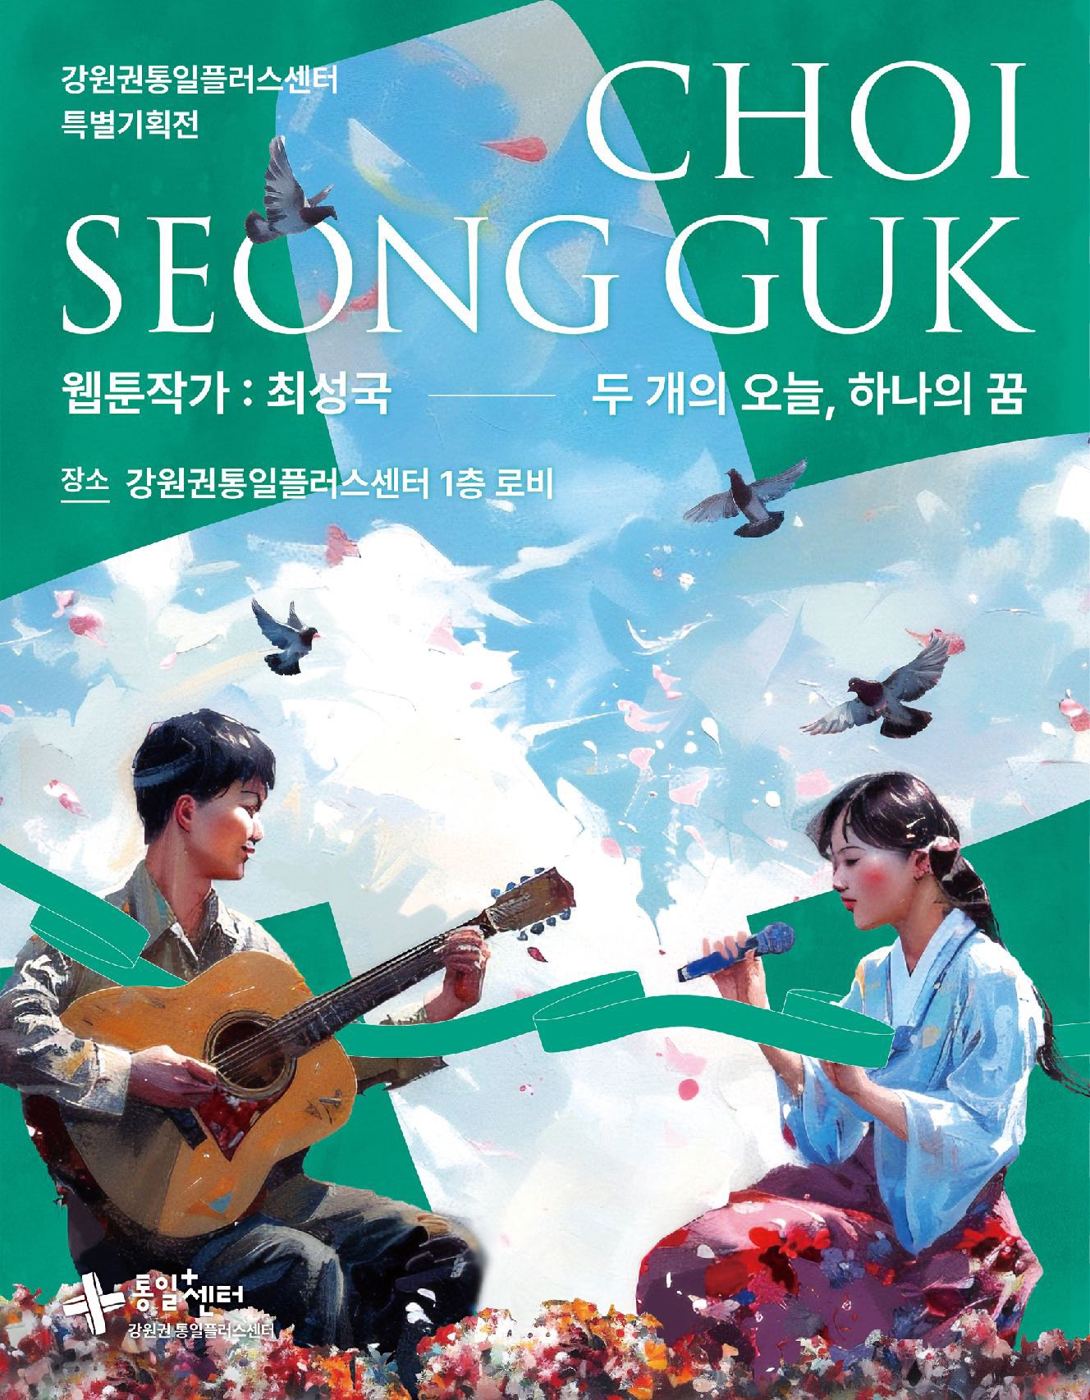 강원권통일플러스센터
특별기획전
CHOI
SEONG GUK
웹툰작가 : 최성국
두 개의 오늘, 하나의 꿈
장소 강원권통일플러스센터 1층 로비
통일+센터
강원권 통일플러스센터